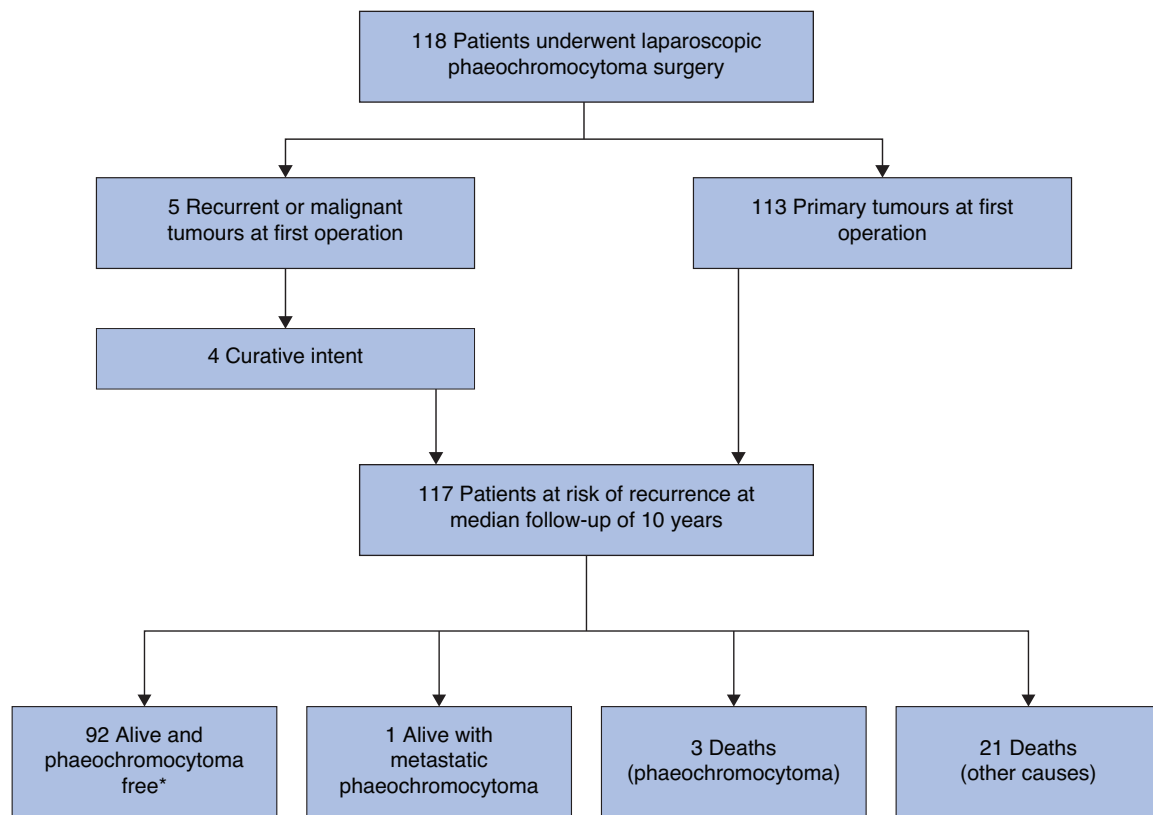 118 Patients underwent laparoscopic
phaeochromocytoma surgery
5 Recurrent or malignant
tumours at first operation
113 Primary tumours at first
operation
4 Curative intent
117 Patients at risk of recurrence at
median follow-up of 10 years
92 Alive and
phaeochromocytoma
free*
1 Alive with
metastatic
phaeochromocytoma
3 Deaths
(phaeochromocytoma)
21 Deaths
(other causes)